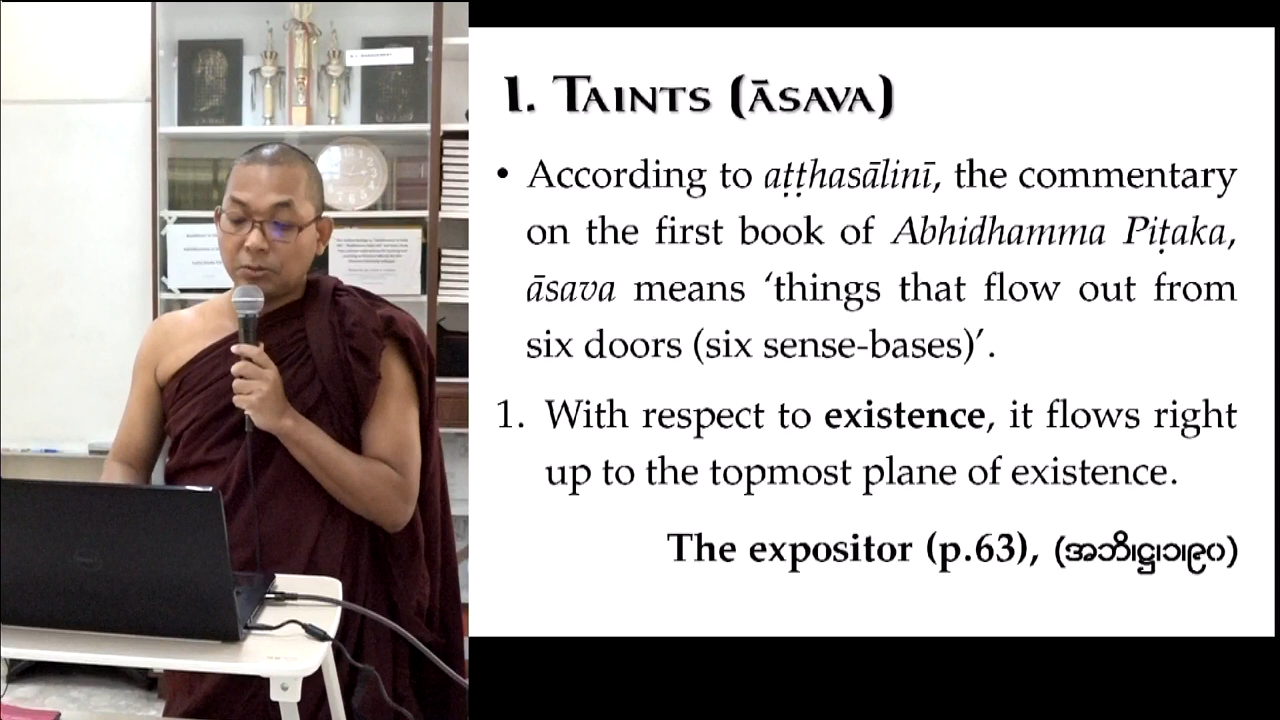 1. Taints (āsava)
• According to aṭṭhasālinī, the commentary
on the first book of Abhidhamma Piṭaka,
āsava means ‘things that flow out from
six doors (six sense-bases)’.
1. With respect to existence, it flows right
up to the topmost plane of existence.
The expositor (p.63), (အဘိ၊ဋ္ဌ၊၁၊၉၀)